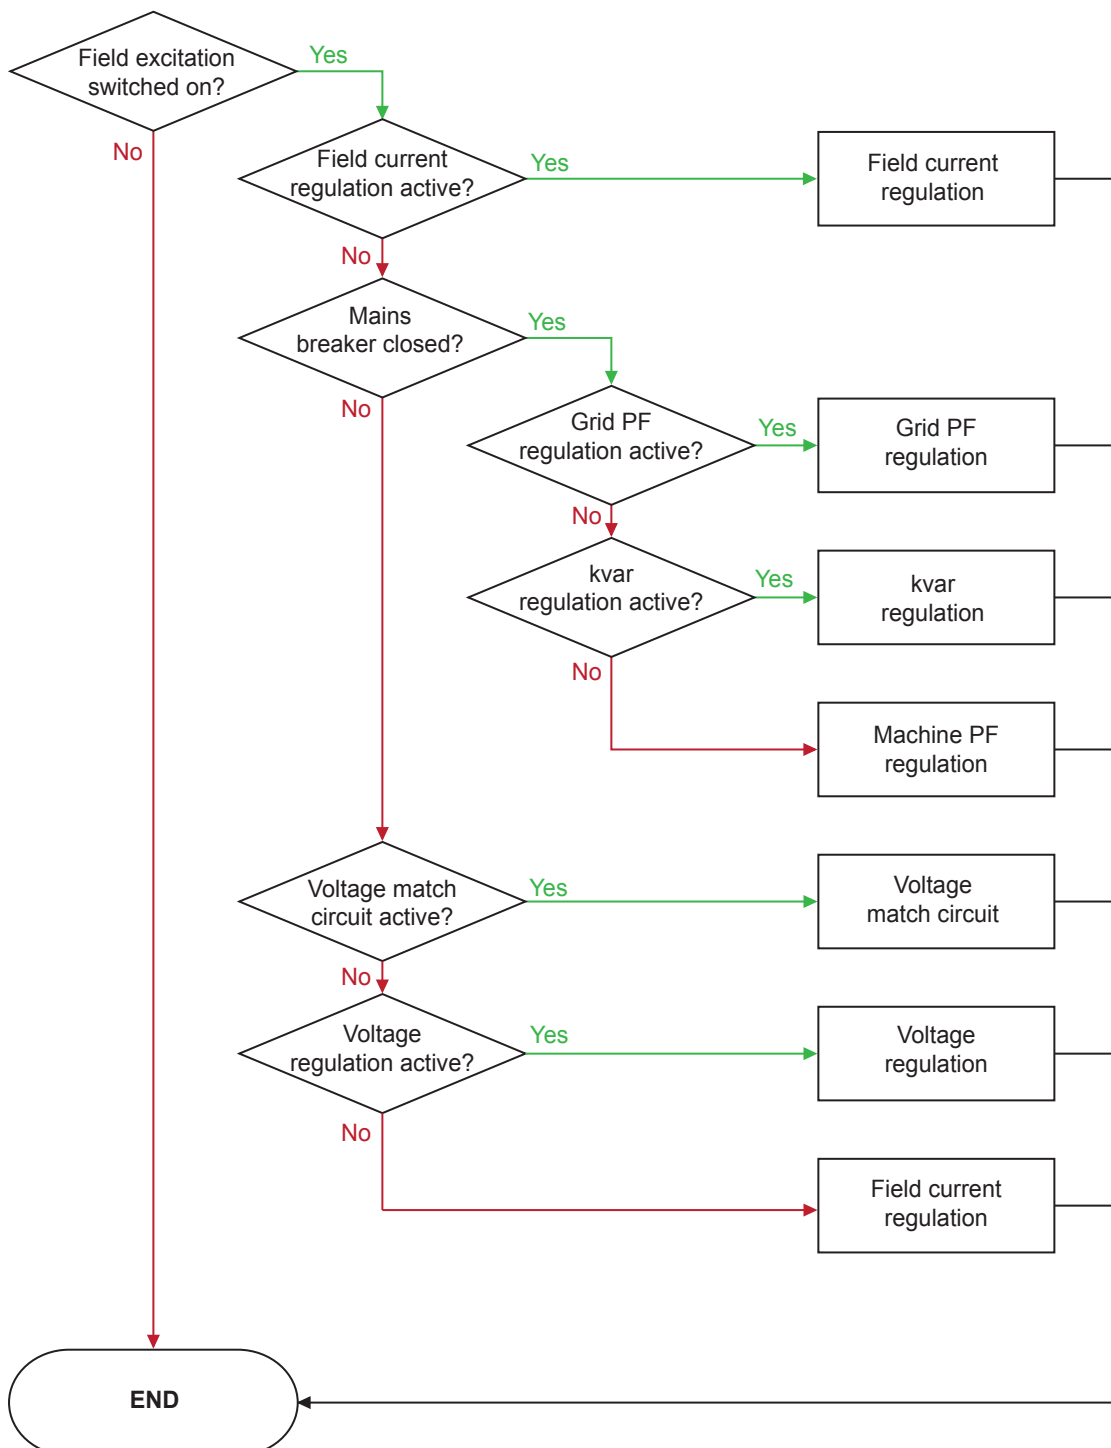 Field excitation
switched on?
Yes
No
Field current
regulation active?
Yes
Field current
regulation
No
Mains
breaker closed?
Yes
No
Grid PF
regulation active?
Yes
Grid PF
regulation
No
kvar
regulation active?
Yes
kvar
regulation
No
Machine PF
regulation
Voltage match
circuit active?
Yes
Voltage
match circuit
No
Voltage
regulation active?
Yes
Voltage
regulation
No
Field current
regulation
END